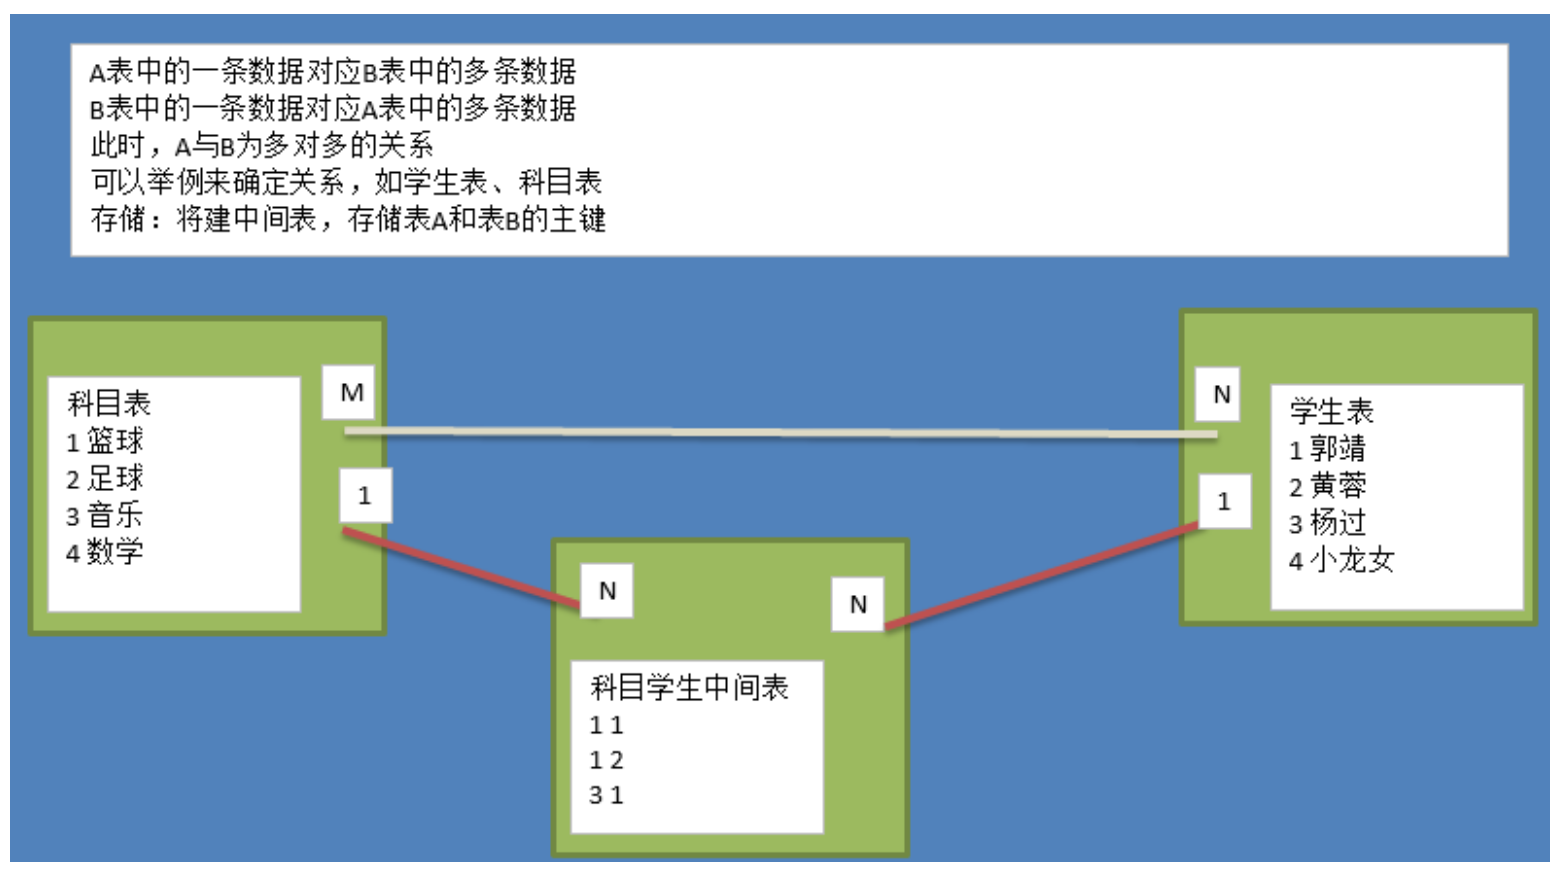 A表中的一条数据对应B表中的多条数据
B表中的一条数据对应A表中的多条数据
此时，A与B为多对多的关系
可以举例来确定关系，如学生表、科目表
存储：将建中间表，存储表A和表B的主键
科目表
1 篮球
2 足球
3 音乐
4 数学
M
1
N
1
学生表
1 郭靖
2 黄蓉
3 杨过
4 小龙女
N
N
科目学生中间表
1 1
1 2
3 1